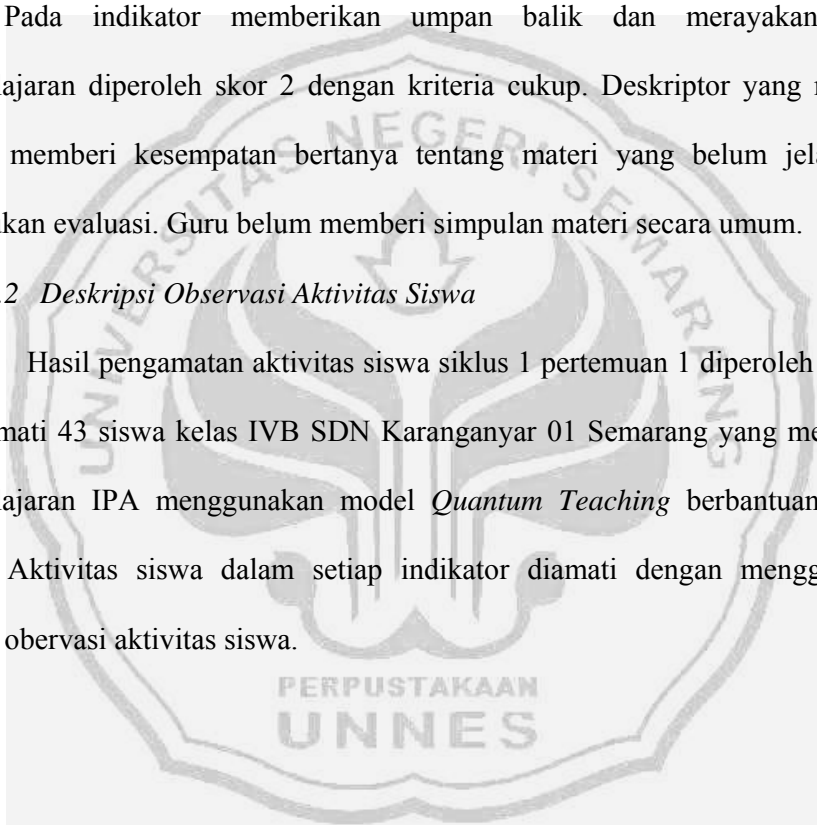 Pada indikator memberikan umpan balik dan merayakan
ajaran diperoleh skor 2 dengan kriteria cukup. Deskriptor yang
memberi kesempatan bertanya tentang materi yang belum
kan evaluasi. Guru belum memberi simpulan materi secara umum.
.2 Deskripsi Observasi Aktivitas Siswa
Hasil pengamatan aktivitas siswa siklus 1 pertemuan 1 diperoleh
mati 43 siswa kelas IVB SDN Karanganyar 01 Semarang yang
ajaran IPA menggunakan model Quantum Teaching berbantuan
Aktivitas siswa dalam setiap indikator diamati dengan
obervasi aktivitas siswa.
UNIVERSITAS NEGERI SEMARANG
PERPUSTAKAAN
UNNES